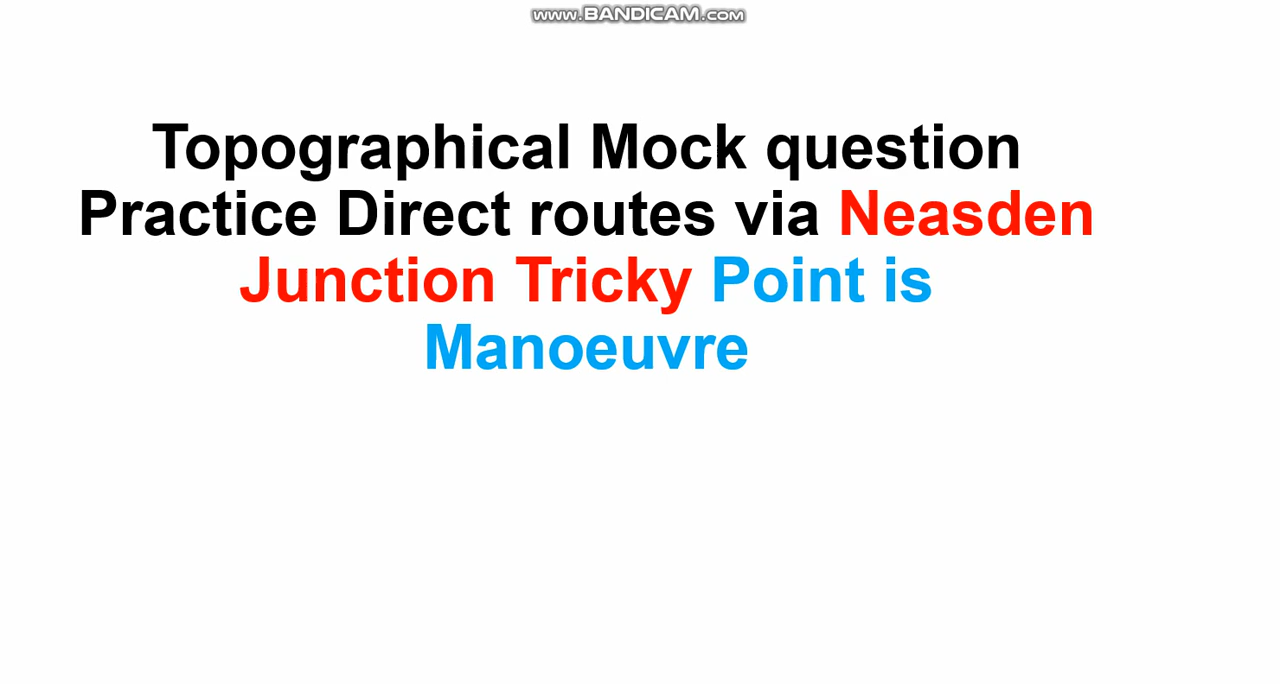 www.BANDICAM.com
Topographical Mock question
Practice Direct routes via Neasden
Junction Tricky Point is
Manoeuvre